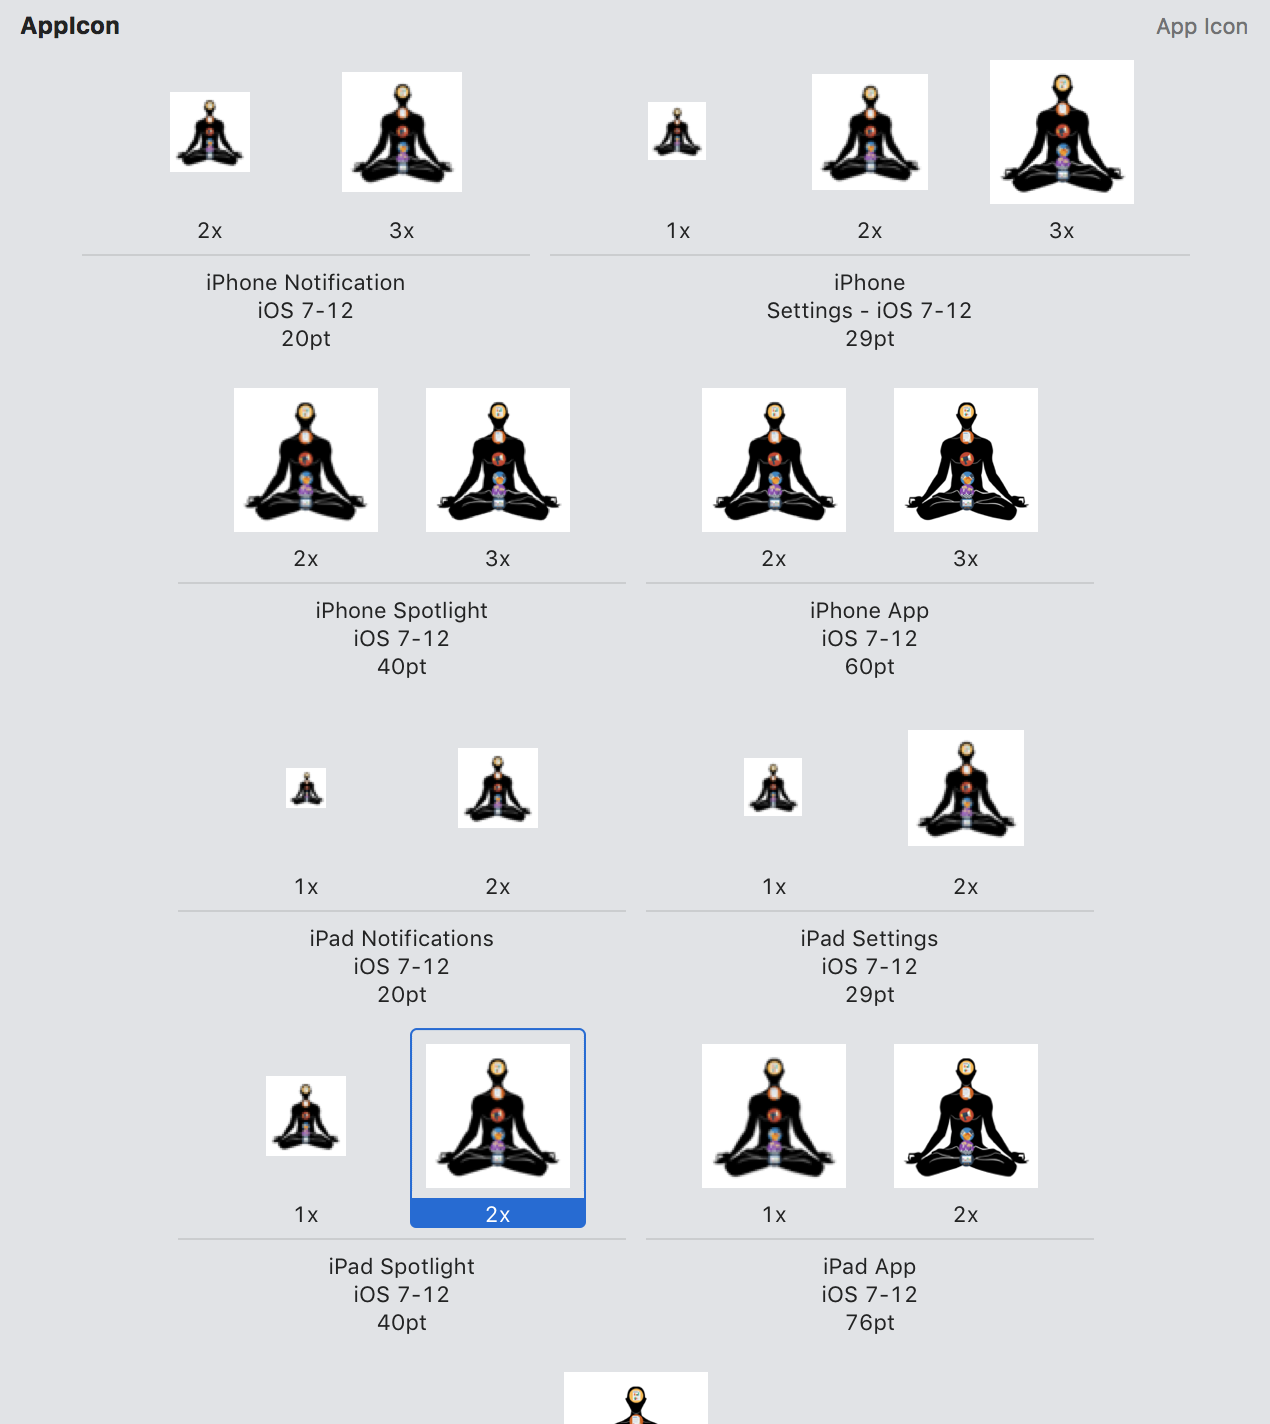 AppIcon
App Icon
2x
3x
1x
2x
3x
iPhone Notification
iOS 7-12
20pt
iPhone
Settings - iOS 7-12
29pt
2x
3x
2x
3x
iPhone Spotlight
iOS 7-12
40pt
iPhone App
iOS 7-12
60pt
1x
2x
1x
2x
iPad Notifications
iOS 7-12
20pt
iPad Settings
iOS 7-12
29pt
1x
2x
1x
2x
iPad Spotlight
iOS 7-12
40pt
iPad App
iOS 7-12
76pt